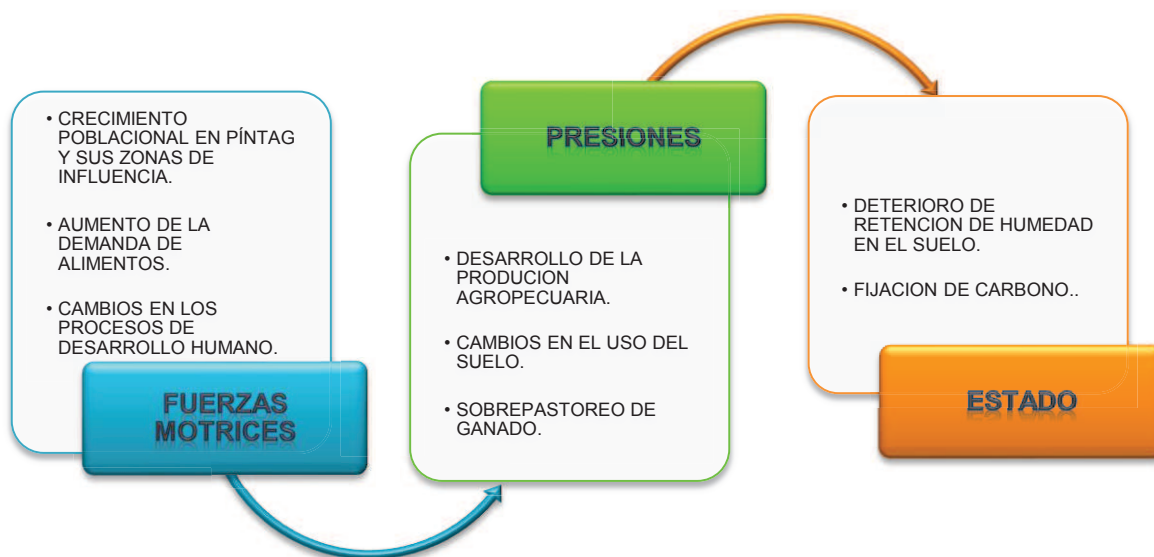 • CRECIMIENTO
POBLACIONAL EN PÍNTAG
Y SUS ZONAS DE
INFLUENCIA.
• AUMENTO DE LA
DEMANDA DE
ALIMENTOS.
• CAMBIOS EN LOS
PROCESOS DE
DESARROLLO HUMANO.
FUERZAS
MOTRICES
PRESIONES
• DESARROLLO DE LA
PRODUCION
AGROPECUARIA.
• CAMBIOS EN EL USO DEL
SUELO.
• SOBREPASTOREO DE
GANADO.
• DETERIORO DE
RETENCION DE HUMEDAD
EN EL SUELO.
• FIJACION DE CARBONO..
ESTADO